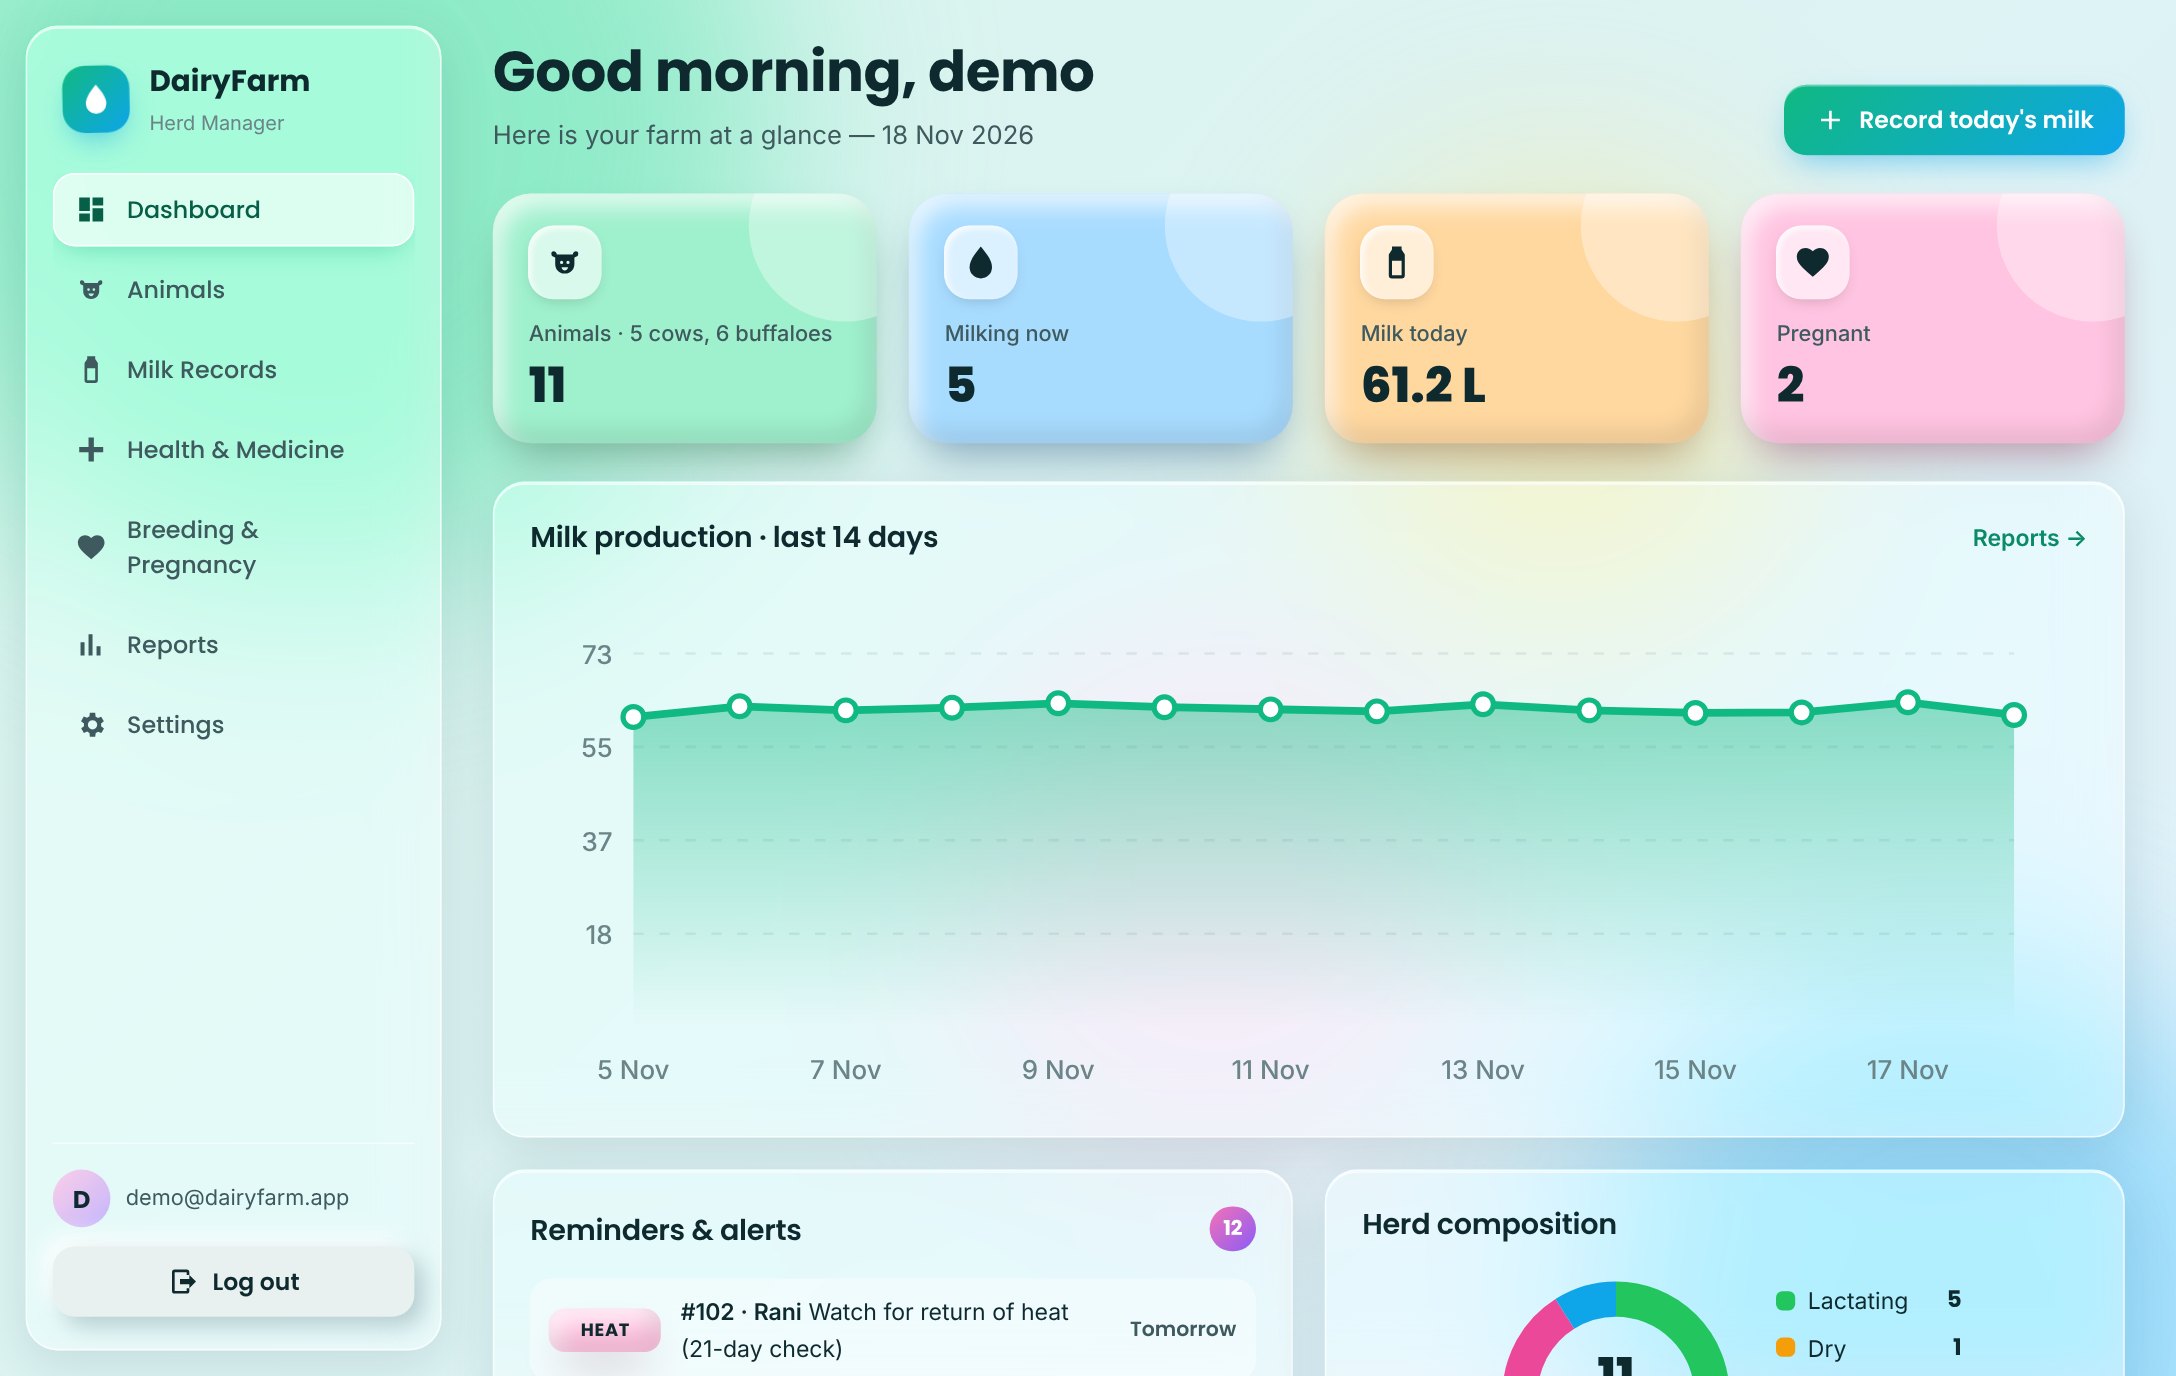 DairyFarm
Herd Manager
Dashboard
Animals
Milk Records
Health & Medicine
Breeding &
Pregnancy
Reports
Settings
D
demo@dairyfarm.app
Log out
Good morning, demo
Here is your farm at a glance — 18 Nov 2026
+ Record today's milk
Animals · 5 cows, 6 buffaloes
11
Milking now
5
Milk today
61.2 L
Pregnant
2
Milk production · last 14 days
Reports →
73
55
37
18
5 Nov
7 Nov
9 Nov
11 Nov
13 Nov
15 Nov
17 Nov
Reminders & alerts
12
HEAT
#102 · Rani Watch for return of heat
(21-day check)
Tomorrow
Herd composition
11
Lactating 5
Dry 1